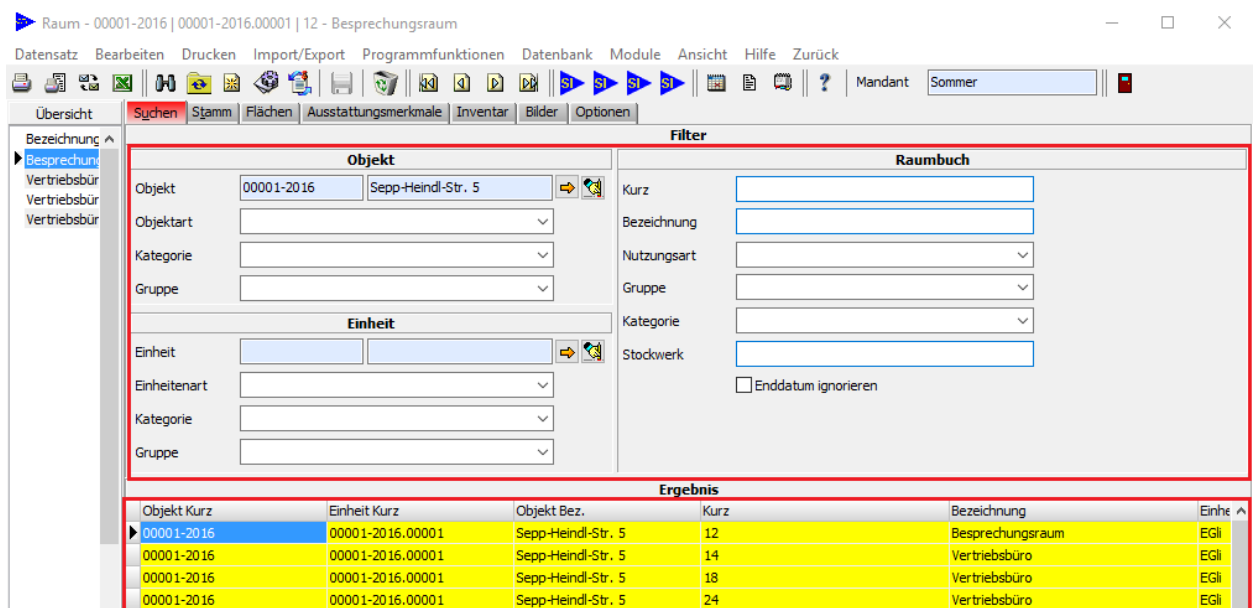 Raum - 00001-2016 | 00001-2016.00001 | 12 - Besprechungsraum
Datensatz Bearbeiten Drucken Import/Export Programmfunktionen Datenbank Module Ansicht Hilfe Zurück
SI SI SI SI ? Mandant Sommer
Übersicht
Bezeichnung
Besprechung
Vertriebsbür
Vertriebsbür
Vertriebsbür
Suchen Stamm Flächen Ausstattungsmerkmale Inventar Bilder Optionen
Filter
Objekt
Objekt 00001-2016 Sepp-Heindl-Str. 5
Objektart
Kategorie
Gruppe
Einheit
Einheit
Einheitenart
Kategorie
Gruppe
Raumbuch
Kurz
Bezeichnung
Nutzungsart
Gruppe
Kategorie
Stockwerk
Enddatum ignorieren
Ergebnis
Objekt Kurz Einheit Kurz Objekt Bez. Kurz Bezeichnung Einhe
00001-2016 00001-2016.00001 Sepp-Heindl-Str. 5 12 Besprechungsraum EGli
00001-2016 00001-2016.00001 Sepp-Heindl-Str. 5 14 Vertriebsbüro EGli
00001-2016 00001-2016.00001 Sepp-Heindl-Str. 5 18 Vertriebsbüro EGli
00001-2016 00001-2016.00001 Sepp-Heindl-Str. 5 24 Vertriebsbüro EGli